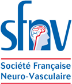 sfnv
Société Française
Neuro-Vasculaire